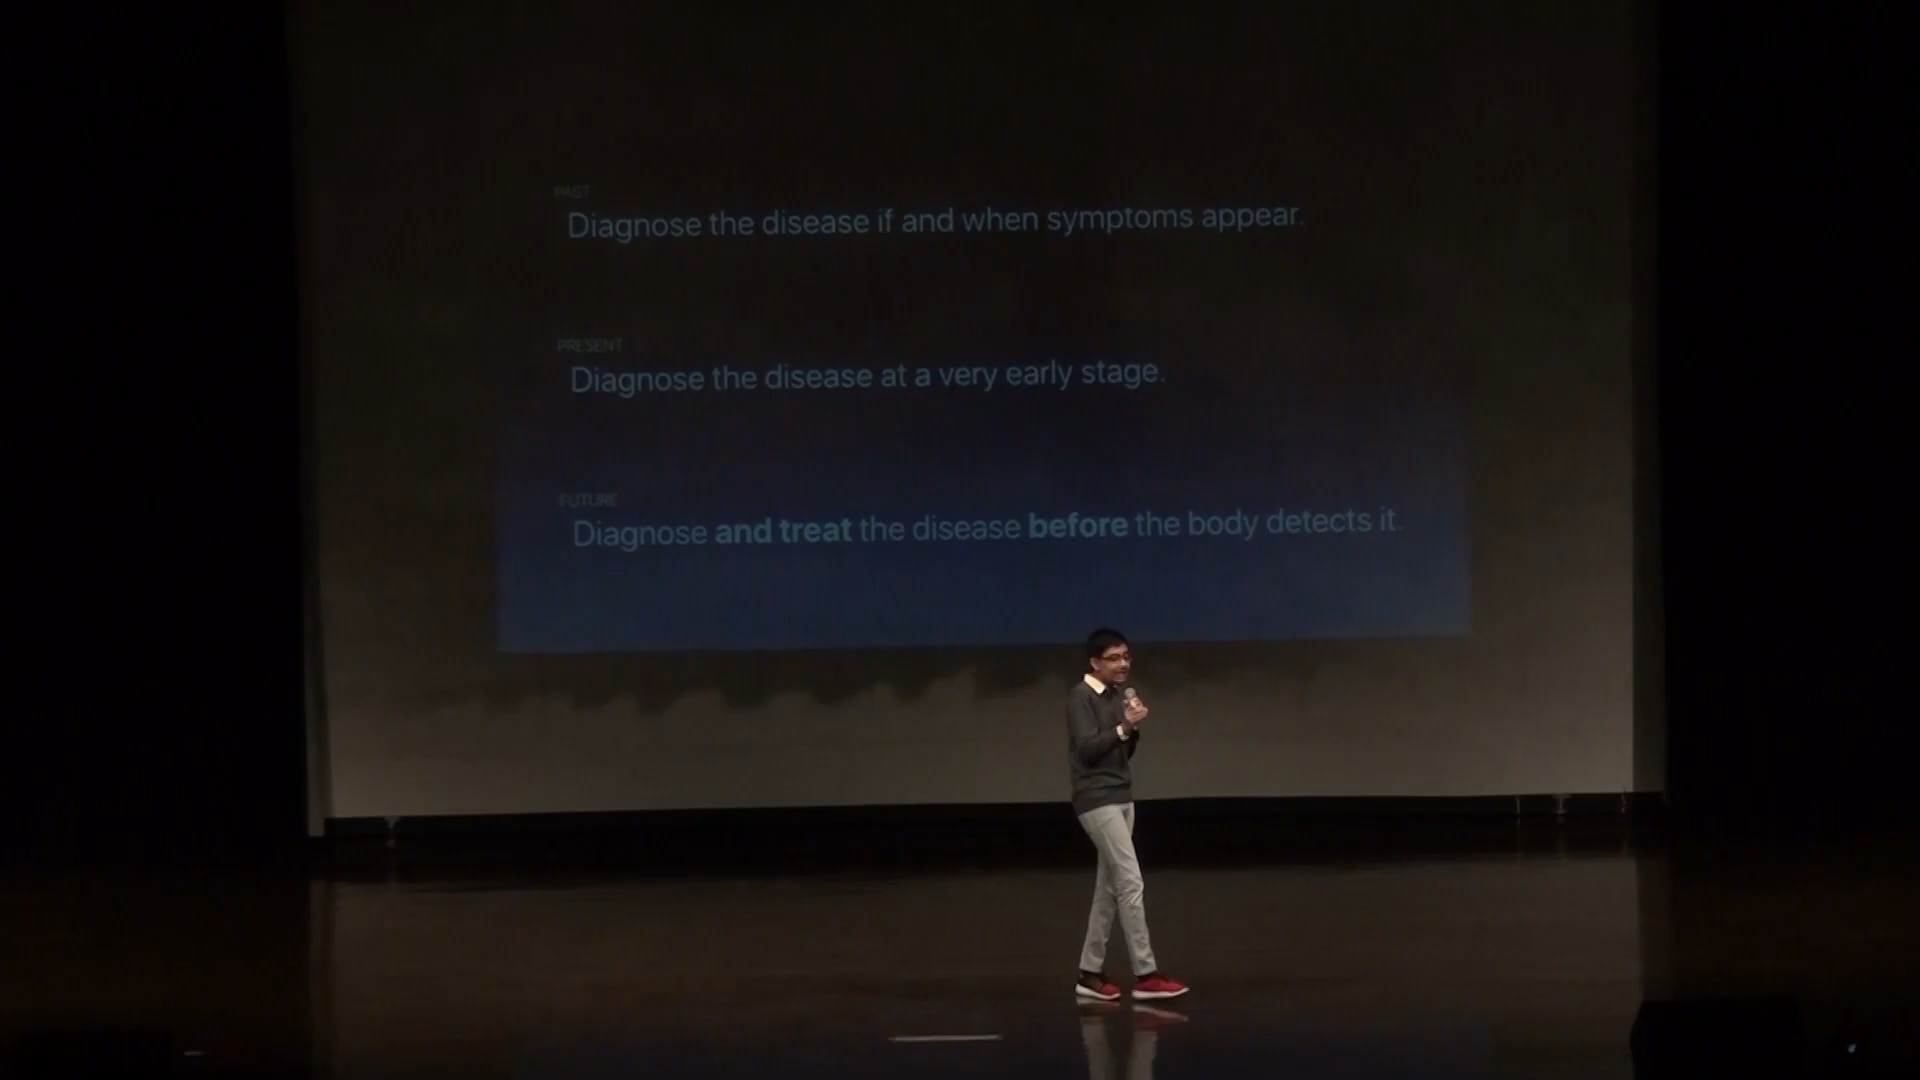 PAST
Diagnose the disease if and when symptoms appear.
PRESENT
Diagnose the disease at a very early stage.
FUTURE
Diagnose and treat the disease before the body detects it.